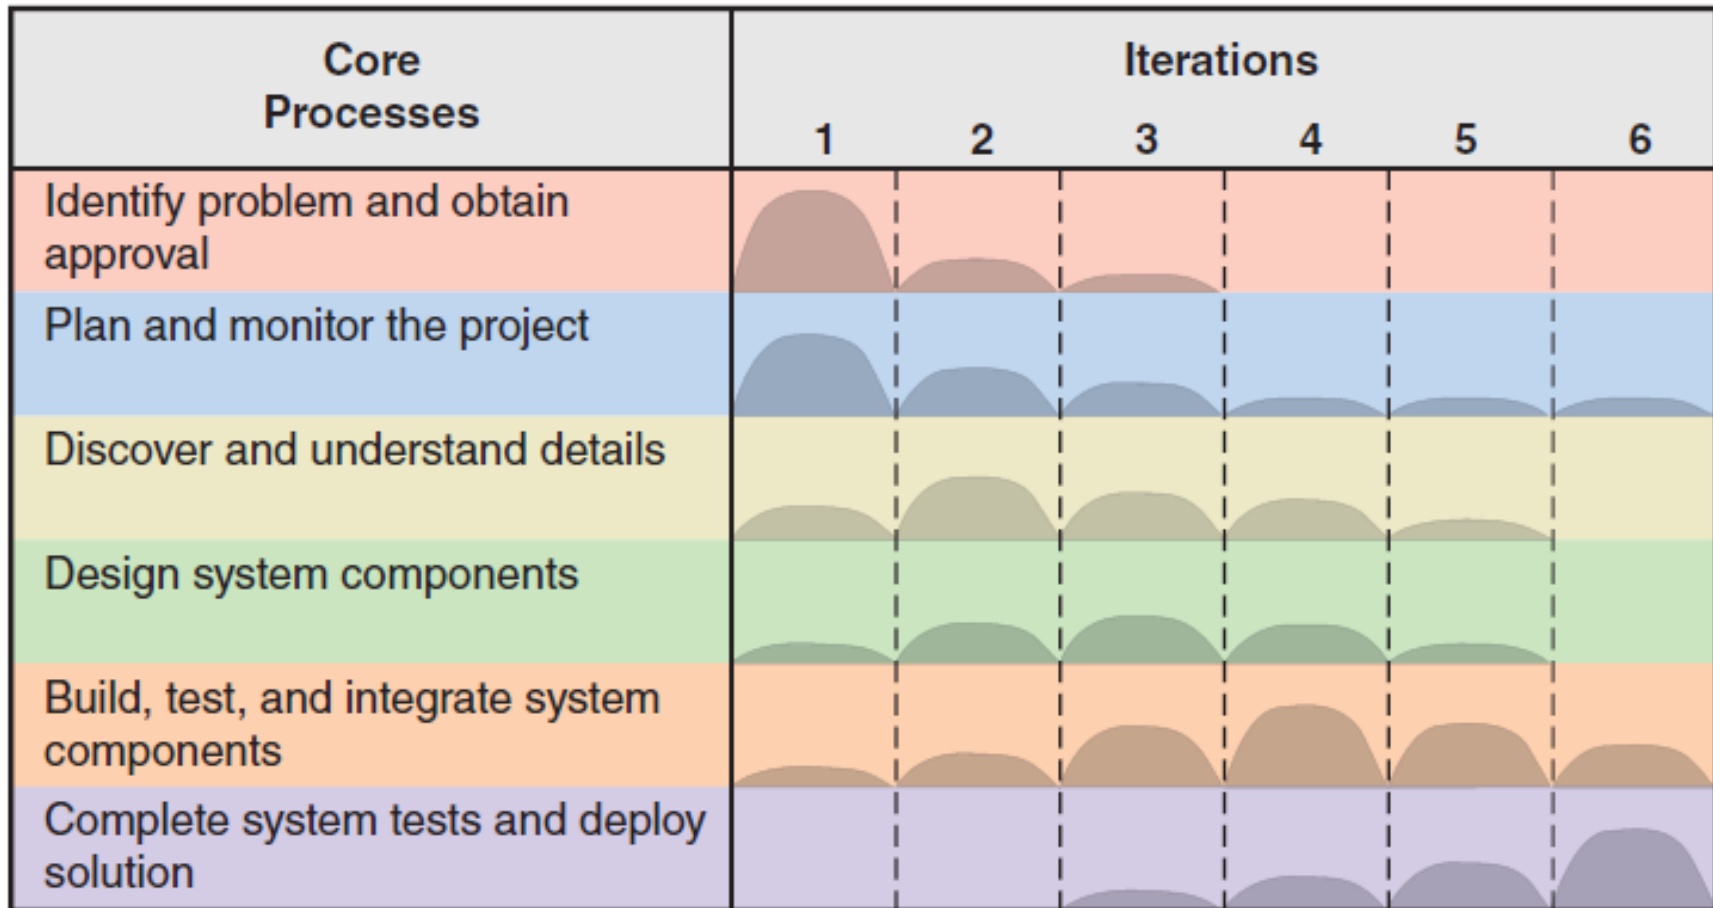 Core
Processes
Iterations
1 2 3 4 5 6
Identify problem and obtain
approval
Plan and monitor the project
Discover and understand details
Design system components
Build, test, and integrate system
components
Complete system tests and deploy
solution